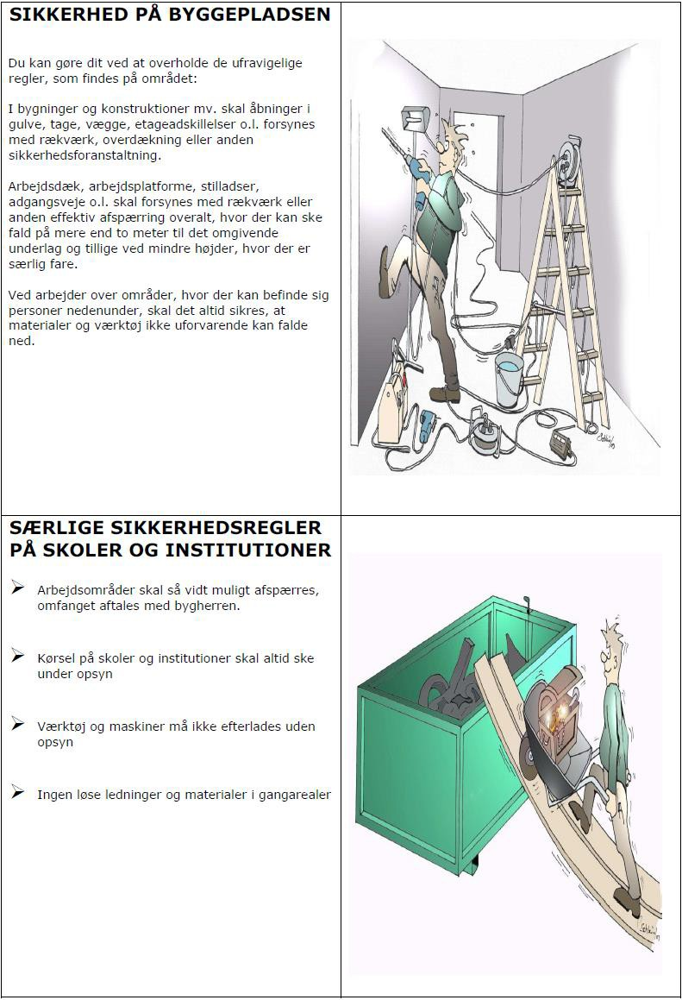 SIKKERHED PÅ BYGGEPLADSEN
Du kan gøre dit ved at overholde de ufravigelige
regler, som findes på området:
I bygninger og konstruktioner mv. skal åbninger i
gulve, tage, vægge, etageadskillelser o.l. forsynes
med rækværk, overdækning eller anden
sikkerhedsforanstaltning.
Arbejdsdæk, arbejdsplatforme, stilladser,
adgangsveje o.l. skal forsynes med rækværk eller
anden effektiv afspærring overalt, hvor der kan ske
fald på mere end to meter til det omgivende
underlag og tillige ved mindre højder, hvor der er
særlig fare.
Ved arbejder over områder, hvor der kan befinde sig
personer nedenunder, skal det altid sikres, at
materialer og værktøj ikke uforvarende kan falde
ned.
SÆRLIGE SIKKERHEDSREGLER
PÅ SKOLER OG INSTITUTIONER
Arbejdsområder skal så vidt muligt afspærres,
omfanget aftales med bygherren.
Kørsel på skoler og institutioner skal altid ske
under opsyn
Værktøj og maskiner må ikke efterlades uden
opsyn
Ingen løse ledninger og materialer i gangarealer